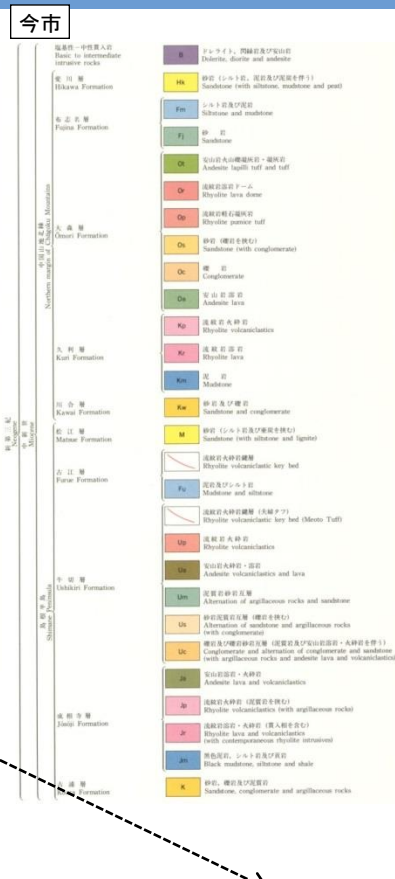 今市
塩基性－中性貫入岩
Basic to intermediate
intrusive rocks
B
ドレライト，閃緑岩及び安山岩
Dolerite, diorite and andesite
斐川層
Hikawa Formation
Hk
砂岩（シルト岩，泥岩及び泥炭を伴う）
Sandstone (with siltstone, mudstone and peat)
布志名層
Fujina Formation
Fm
シルト岩及び泥岩
Siltstone and mudstone
Fj
砂岩
Sandstone
大森層
Ōmori Formation
Ot
安山岩火山礫凝灰岩・凝灰岩
Andesite lapilli tuff and tuff
Or
流紋岩溶岩ドーム
Rhyolite lava dome
Op
流紋岩軽石凝灰岩
Rhyolite pumice tuff
Os
砂岩（礫岩を挟む）
Sandstone (with conglomerate)
Oc
礫岩
Conglomerate
Oa
安山岩溶岩
Andesite lava
久利層
Kuri Formation
Kp
流紋岩火砕岩
Rhyolite volcaniclastics
Kr
流紋岩溶岩
Rhyolite lava
Km
泥岩
Mudstone
川合層
Kawai Formation
Kw
砂岩及び礫岩
Sandstone and conglomerate
中国山地北縁
Northern margin of Chūgoku Mountains
新第三紀
Neogene
中新世
Miocene
松江層
Matsue Formation
M
砂岩（シルト岩及び亜炭を挟む）
Sandstone (with siltstone and lignite)
古江層
Furue Formation
流紋岩火砕岩鍵層
Rhyolite volcaniclastic key bed
Fu
泥岩及びシルト岩
Mudstone and siltstone
流紋岩火砕岩鍵層（夫婦タフ）
Rhyolite volcaniclastic key bed (Meoto Tuff)
牛切層
Ushikiri Formation
Up
流紋岩火砕岩
Rhyolite volcaniclastics
Ua
安山岩火砕岩・溶岩
Andesite volcaniclastics and lava
Um
泥質岩砂岩互層
Alternation of argillaceous rocks and sandstone
Us
砂岩泥質岩互層（礫岩を挟む）
Alternation of sandstone and argillaceous rocks
(with conglomerate)
Uc
礫岩及び礫岩砂岩互層（泥質岩及び安山岩溶岩・火砕岩を伴う）
Conglomerate and alternation of conglomerate and sandstone
(with argillaceous rocks and andesite lava and volcaniclastics)
島根半島
Shimane Peninsula
成相寺層
Jōsōji Formation
Ja
安山岩溶岩・火砕岩
Andesite lava and volcaniclastics
Jp
流紋岩火砕岩（泥質岩を挟む）
Rhyolite volcaniclastics (with argillaceous rocks)
Jr
流紋岩溶岩・火砕岩（貫入相を含む）
Rhyolite lava and volcaniclastics
(with contemporaneous rhyolite intrusions)
Jm
黒色泥岩，シルト岩及び頁岩
Black mudstone, siltstone and shale
古浦層
Formation
K
砂岩，礫岩及び泥質岩
Sandstone, conglomerate and argillaceous rocks